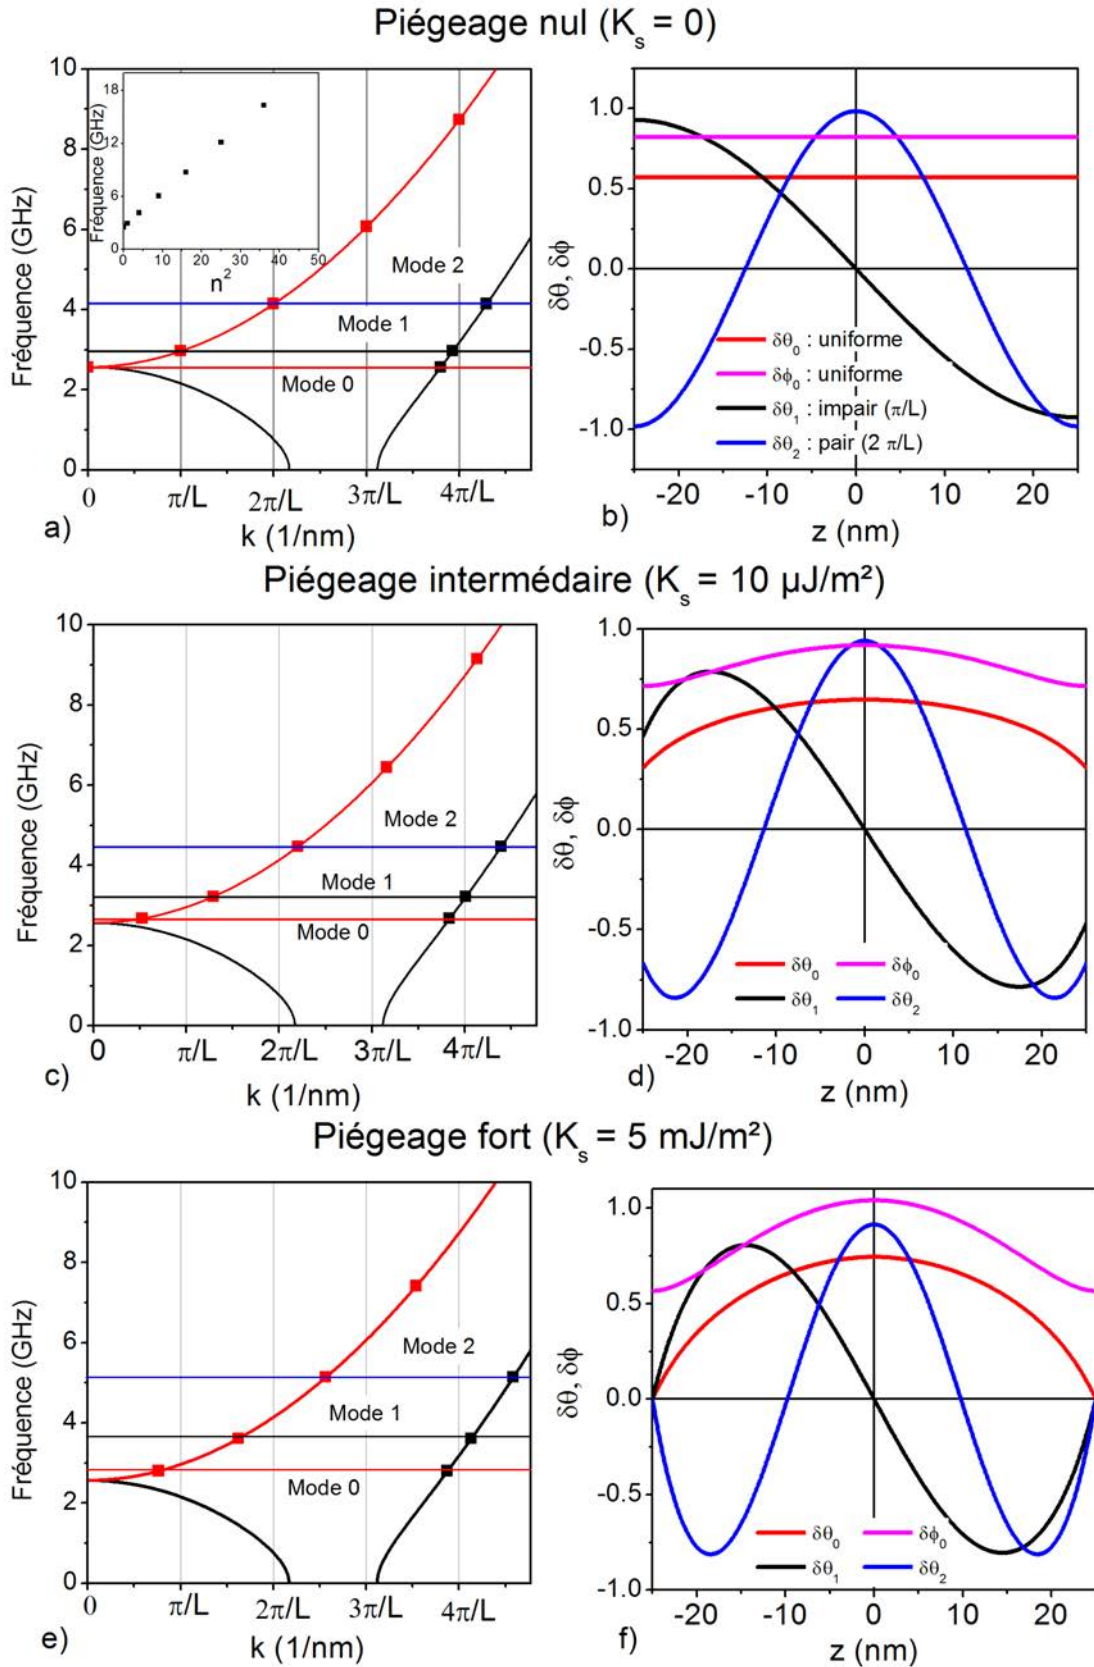 Piégeage nul (Ks = 0)
10
8
6
4
2
0
Fréquence (GHz)
18
12
6
0
Fréquence (GHz)
0 10 20 30 40 50
n²
Mode 2
Mode 1
Mode 0
0 π/L 2π/L 3π/L 4π/L
k (1/nm)
a)
1.0
0.5
0.0
-0.5
-1.0
δθ, δϕ
δθ0 : uniforme
δϕ0 : uniforme
δθ1 : impair (π/L)
δθ2 : pair (2 π/L)
-20 -10 0 10 20
z (nm)
b)
Piégeage intermédaire (Ks = 10 µJ/m²)
10
8
6
4
2
0
Fréquence (GHz)
Mode 2
Mode 1
Mode 0
0 π/L 2π/L 3π/L 4π/L
k (1/nm)
c)
1.0
0.5
0.0
-0.5
-1.0
δθ, δϕ
δθ0 δϕ0
δθ1 δθ2
-20 -10 0 10 20
z (nm)
d)
Piégeage fort (Ks = 5 mJ/m²)
10
8
6
4
2
0
Fréquence (GHz)
Mode 2
Mode 1
Mode 0
0 π/L 2π/L 3π/L 4π/L
k (1/nm)
e)
1.0
0.5
0.0
-0.5
-1.0
δθ, δϕ
δθ0 δϕ0
δθ1 δθ2
-20 -10 0 10 20
z (nm)
f)